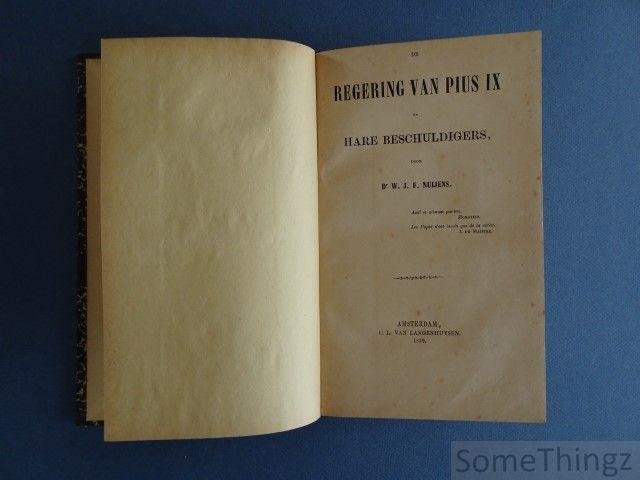 DE
REGERING VAN PIUS IX
EN
HARE BESCHULDIGERS,
DOOR
Dr W. J. F. NUIJENS.
Audi et alteram partem.
Les Papes n'ont besoin que de la vérité.
J. DE MAISTRE.
AMSTERDAM,
C. L. VAN LANGENHUYSEN.
1859.
SomeThingz